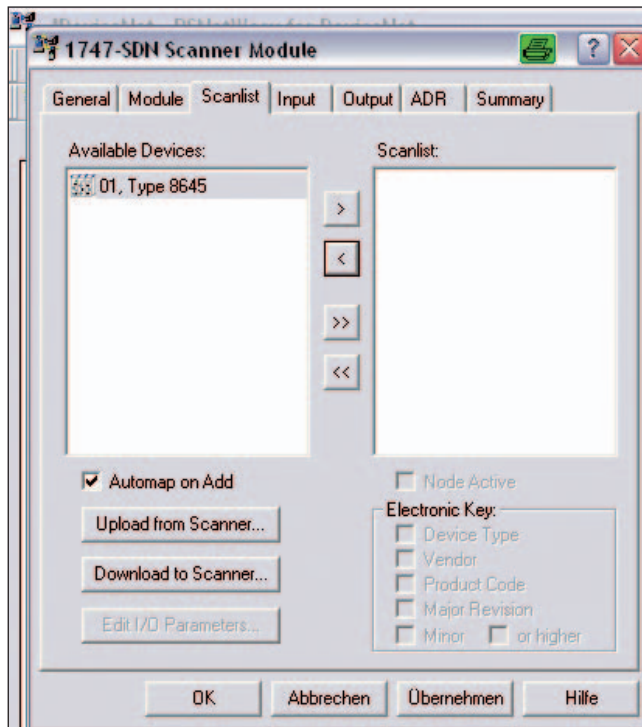 1747-SDN Scanner Module
?
General Module Scanlist Input Output ADR Summary
Available Devices:
Scanlist:
01, Type 8645
>
<
>>
<<
Automap on Add
Upload from Scanner...
Download to Scanner...
Edit I/O Parameters...
Node Active
Electronic Key:
Device Type
Vendor
Product Code
Major Revision
Minor or higher
OK Abbrechen Übernehmen Hilfe